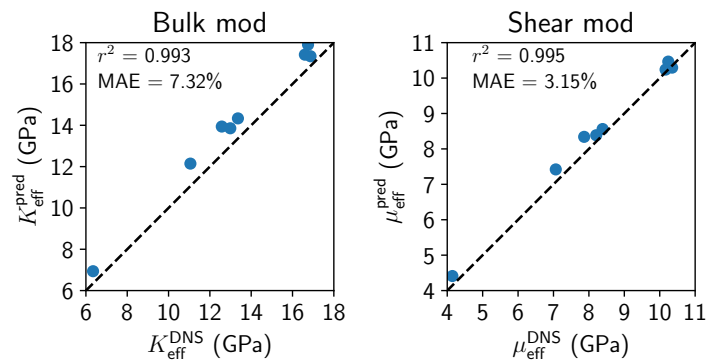 Bulk mod
18
16
14
12
10
8
6
K_eff^pred (GPa)
r² = 0.993
MAE = 7.32%
6 8 10 12 14 16 18
K_eff^DNS (GPa)
Shear mod
11
10
9
8
7
6
5
4
μ_eff^pred (GPa)
r² = 0.995
MAE = 3.15%
4 5 6 7 8 9 10 11
μ_eff^DNS (GPa)